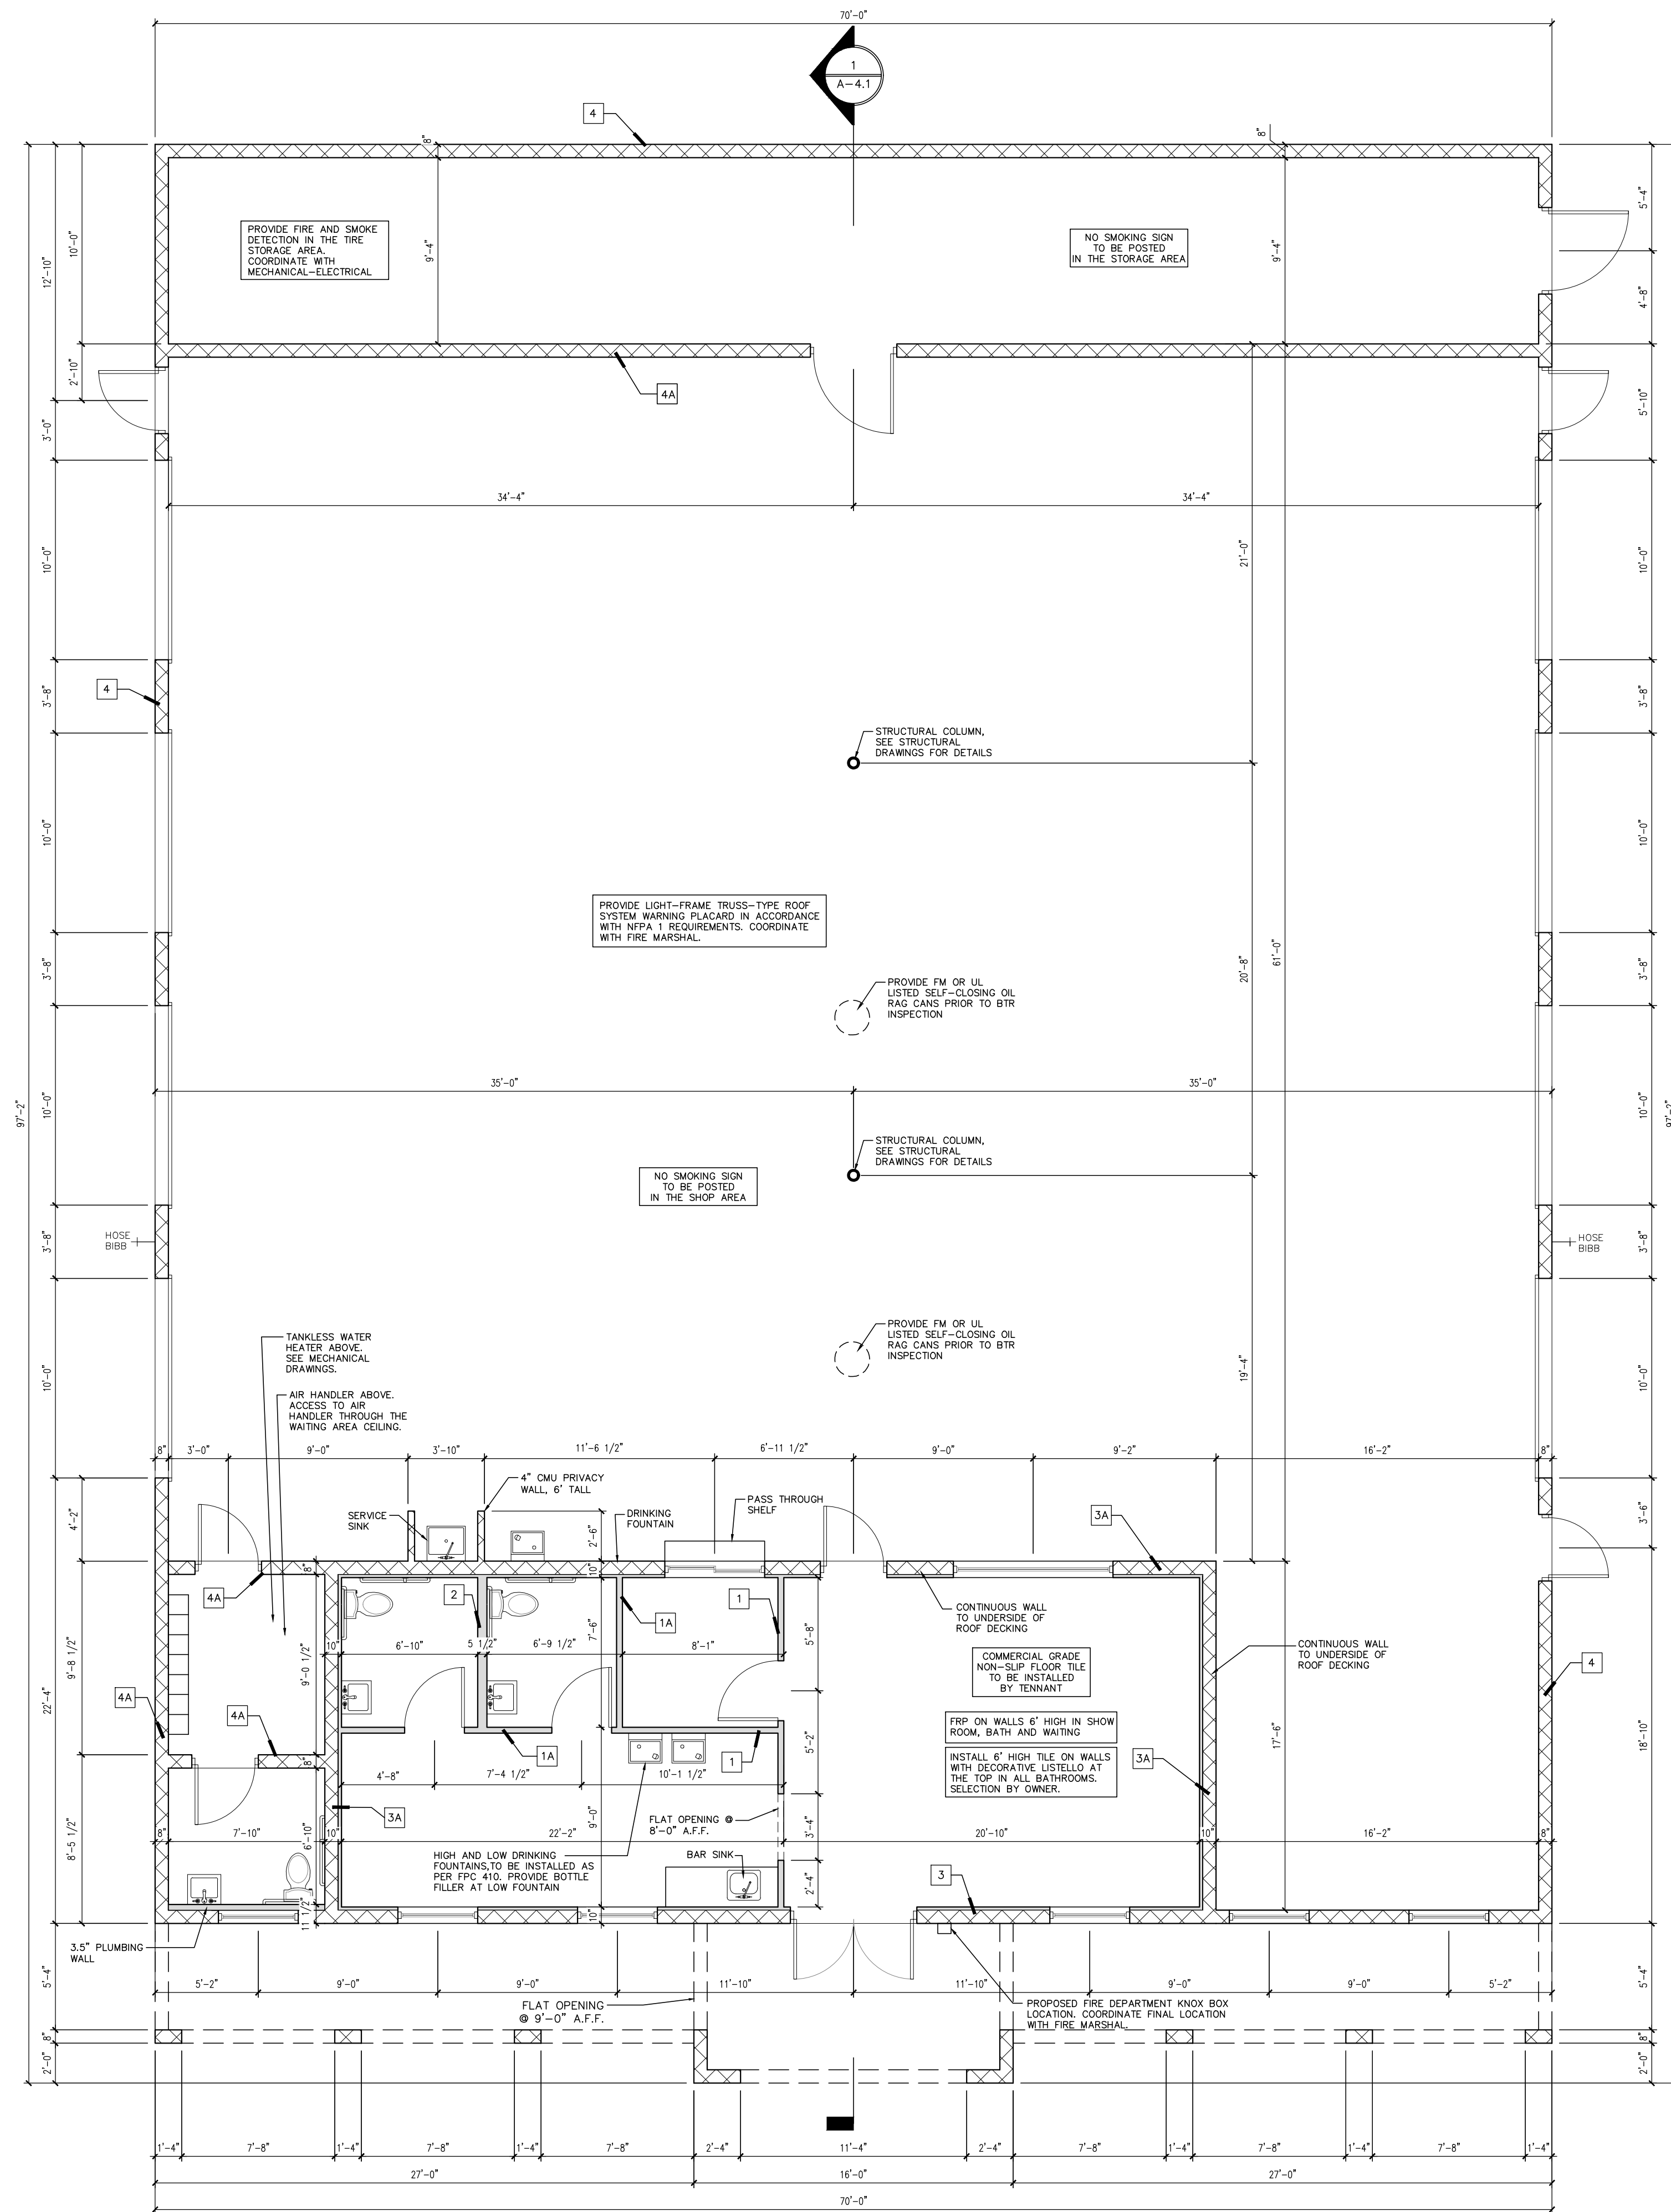 70'-0"
1
A-4.1
4
8"
8"
PROVIDE FIRE AND SMOKE
DETECTION IN THE TIRE
STORAGE AREA.
COORDINATE WITH
MECHANICAL-ELECTRICAL
NO SMOKING SIGN
TO BE POSTED
IN THE STORAGE AREA
12'-10"
10'-0"
9'-4"
9'-4"
5'-4"
4'-8"
2'-10"
4A
5'-10"
3'-0"
34'-4"
34'-4"
10'-0"
21'-0"
10'-0"
4
3'-8"
3'-8"
STRUCTURAL COLUMN,
SEE STRUCTURAL
DRAWINGS FOR DETAILS
10'-0"
10'-0"
PROVIDE LIGHT-FRAME TRUSS-TYPE ROOF
SYSTEM WARNING PLACARD IN ACCORDANCE
WITH NFPA 1 REQUIREMENTS. COORDINATE
WITH FIRE MARSHAL.
3'-8"
20'-8"
61'-0"
3'-8"
PROVIDE FM OR UL
LISTED SELF-CLOSING OIL
RAG CANS PRIOR TO BTR
INSPECTION
97'-2"
10'-0"
35'-0"
35'-0"
10'-0"
97'-2"
STRUCTURAL COLUMN,
SEE STRUCTURAL
DRAWINGS FOR DETAILS
NO SMOKING SIGN
TO BE POSTED
IN THE SHOP AREA
3'-8"
HOSE
BIBB
HOSE
BIBB
3'-8"
PROVIDE FM OR UL
LISTED SELF-CLOSING OIL
RAG CANS PRIOR TO BTR
INSPECTION
TANKLESS WATER
HEATER ABOVE.
SEE MECHANICAL
DRAWINGS.
10'-0"
19'-4"
10'-0"
AIR HANDLER ABOVE.
ACCESS TO AIR
HANDLER THROUGH THE
WAITING AREA CEILING.
8"
3'-0"
9'-0"
3'-10"
11'-6 1/2"
6'-11 1/2"
9'-0"
9'-2"
16'-2"
8"
4" CMU PRIVACY
WALL, 6' TALL
SERVICE
SINK
DRINKING
FOUNTAIN
PASS THROUGH
SHELF
3A
4'-2"
2'-6"
3'-6"
8"
10"
4A
2
1A
1
CONTINUOUS WALL
TO UNDERSIDE OF
ROOF DECKING
CONTINUOUS WALL
TO UNDERSIDE OF
ROOF DECKING
4
9'-8 1/2"
9'-0 1/2"
10"
6'-10"
5 1/2"
6'-9 1/2"
7'-6"
8'-1"
5'-8"
COMMERCIAL GRADE
NON-SLIP FLOOR TILE
TO BE INSTALLED
BY TENNANT
22'-4"
4A
4A
FRP ON WALLS 6' HIGH IN SHOW
ROOM, BATH AND WAITING
INSTALL 6' HIGH TILE ON WALLS
WITH DECORATIVE LISTELLO AT
THE TOP IN ALL BATHROOMS.
SELECTION BY OWNER.
1A
1
5'-2"
3A
17'-6"
18'-10"
8"
4'-8"
7'-4 1/2"
10'-1 1/2"
3A
FLAT OPENING @
8'-0" A.F.F.
9'-0"
3'-4"
8'-5 1/2"
8"
7'-10"
6'-10"
10"
22'-2"
20'-10"
10"
16'-2"
8"
HIGH AND LOW DRINKING
FOUNTAINS,TO BE INSTALLED AS
PER FPC 410. PROVIDE BOTTLE
FILLER AT LOW FOUNTAIN
BAR SINK
2'-4"
3
11 1/2"
10"
3.5" PLUMBING
WALL
5'-4"
5'-2"
9'-0"
9'-0"
11'-10"
11'-10"
9'-0"
9'-0"
5'-2"
5'-4"
FLAT OPENING
@ 9'-0" A.F.F.
PROPOSED FIRE DEPARTMENT KNOX BOX
LOCATION. COORDINATE FINAL LOCATION
WITH FIRE MARSHAL.
8"
8"
2'-0"
2'-0"
1'-4"
7'-8"
1'-4"
7'-8"
1'-4"
7'-8"
2'-4"
11'-4"
2'-4"
7'-8"
1'-4"
7'-8"
1'-4"
7'-8"
1'-4"
27'-0"
16'-0"
27'-0"
70'-0"